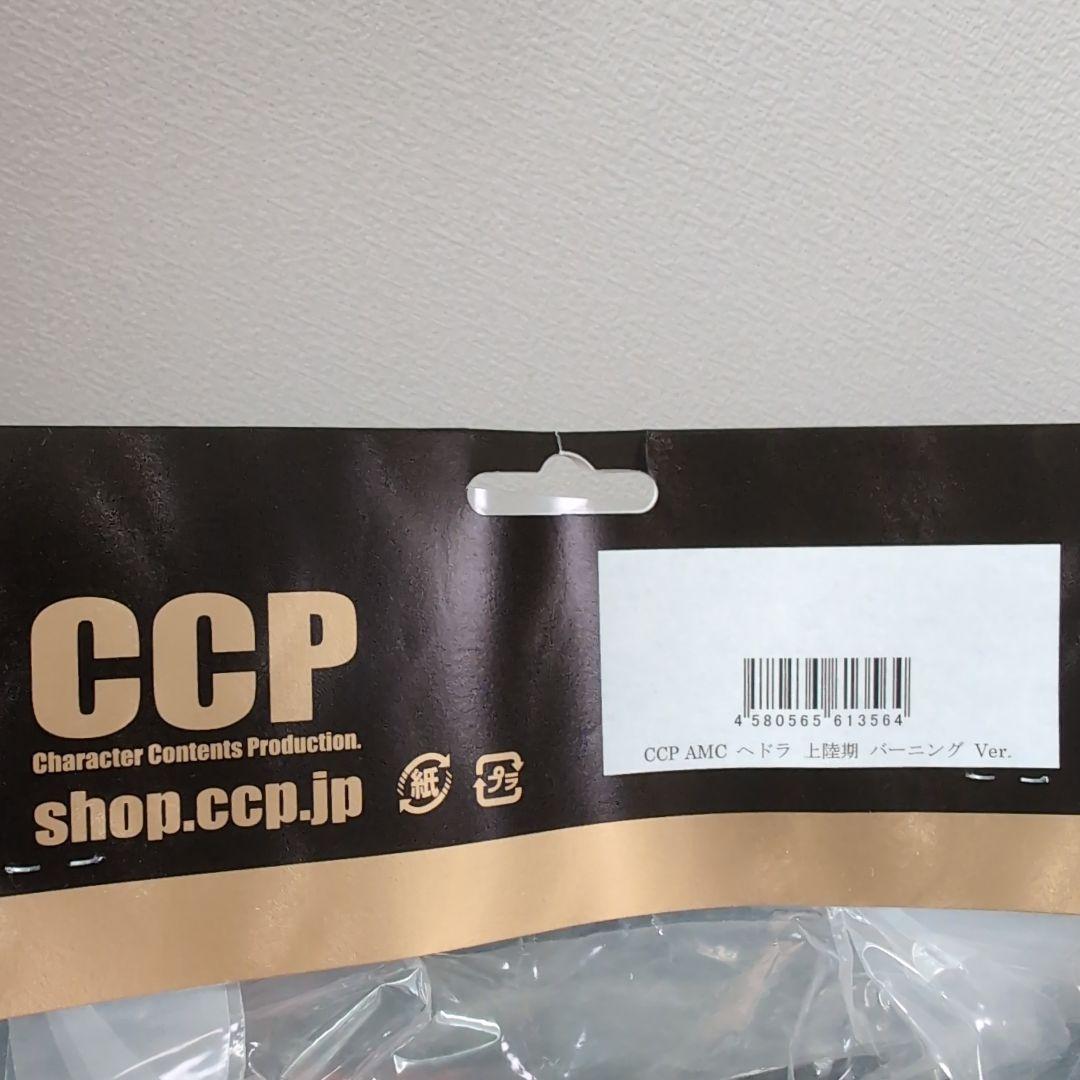 CCP
Character Contents Production.
shop.ccp.jp
紙
プラ
4 580565 613564
CCP AMC ヘドラ 上陸期 バーニング Ver.